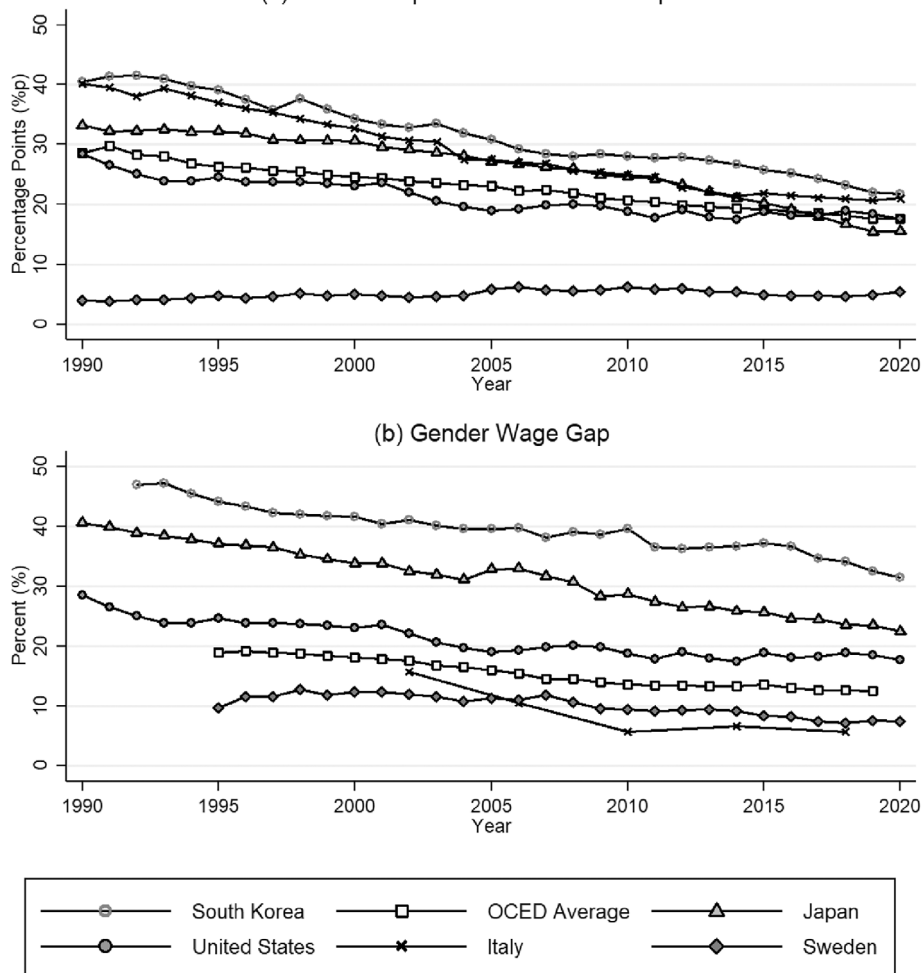 50
40
30
20
10
0
Percentage Points (%p)
1990 1995 2000 2005 2010 2015 2020
Year
(b) Gender Wage Gap
50
40
30
20
10
0
Percent (%)
1990 1995 2000 2005 2010 2015 2020
Year
South Korea OCED Average Japan
United States Italy Sweden